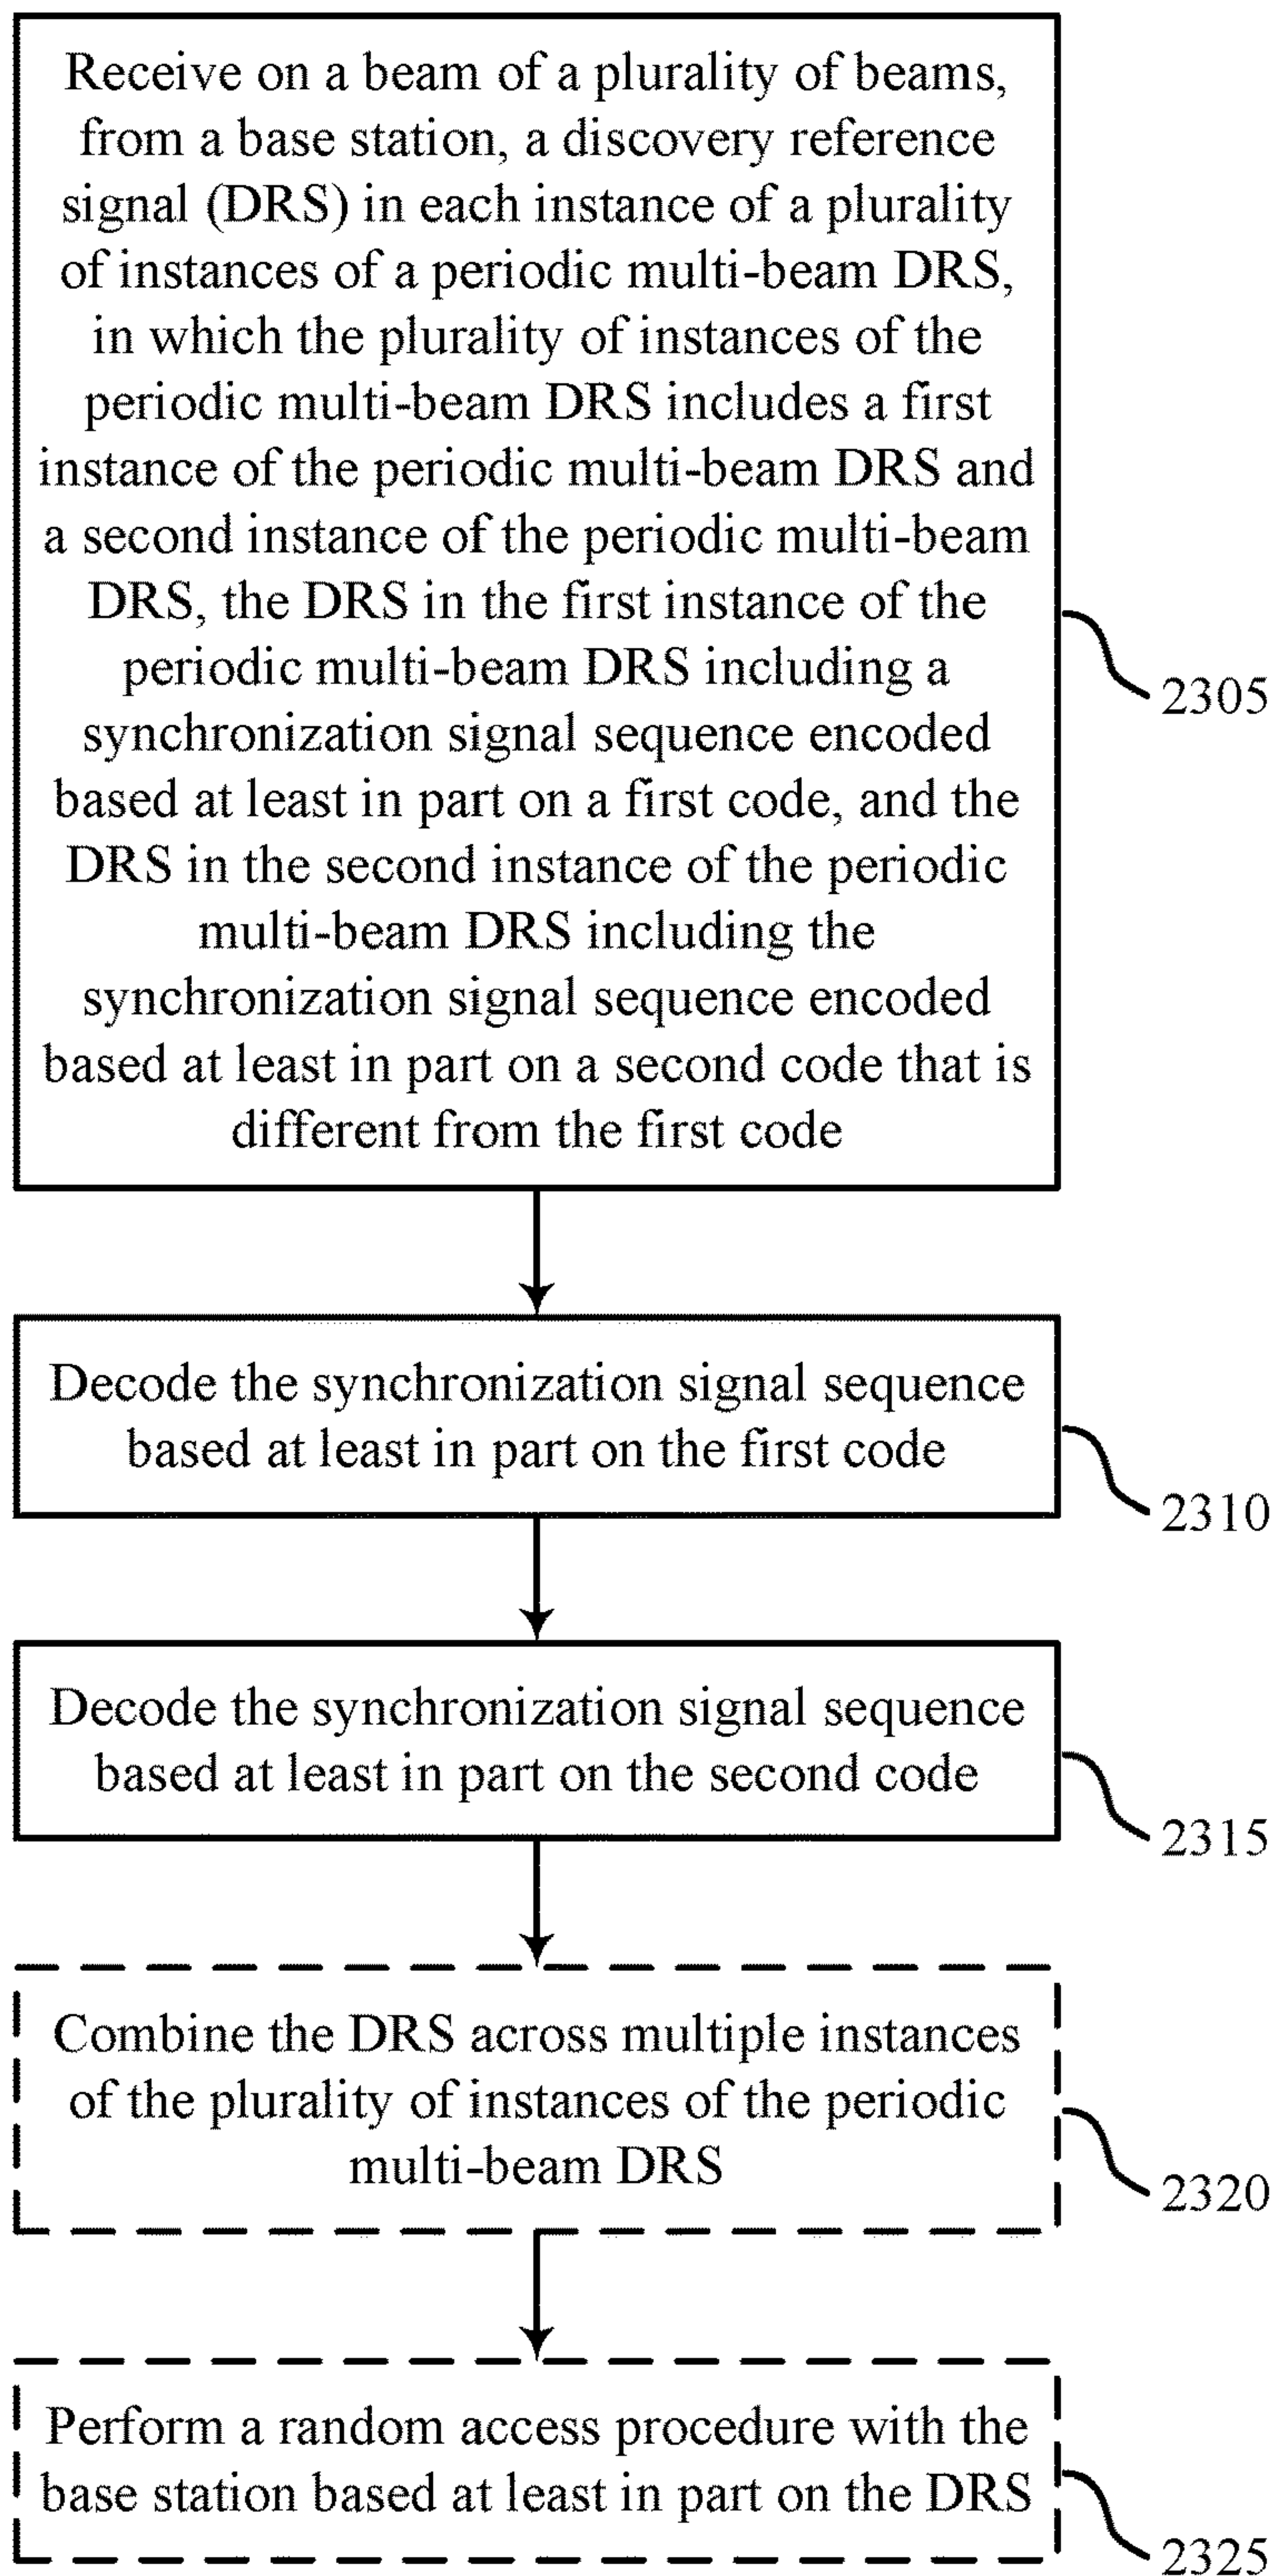 Receive on a beam of a plurality of beams,
from a base station, a discovery reference
signal (DRS) in each instance of a plurality
of instances of a periodic multi-beam DRS,
in which the plurality of instances of the
periodic multi-beam DRS includes a first
instance of the periodic multi-beam DRS and
a second instance of the periodic multi-beam
DRS, the DRS in the first instance of the
periodic multi-beam DRS including a
synchronization signal sequence encoded
based at least in part on a first code, and the
DRS in the second instance of the periodic
multi-beam DRS including the
synchronization signal sequence encoded
based at least in part on a second code that is
different from the first code
2305
Decode the synchronization signal sequence
based at least in part on the first code
2310
Decode the synchronization signal sequence
based at least in part on the second code
2315
Combine the DRS across multiple instances
of the plurality of instances of the periodic
multi-beam DRS
2320
Perform a random access procedure with the
base station based at least in part on the DRS
2325